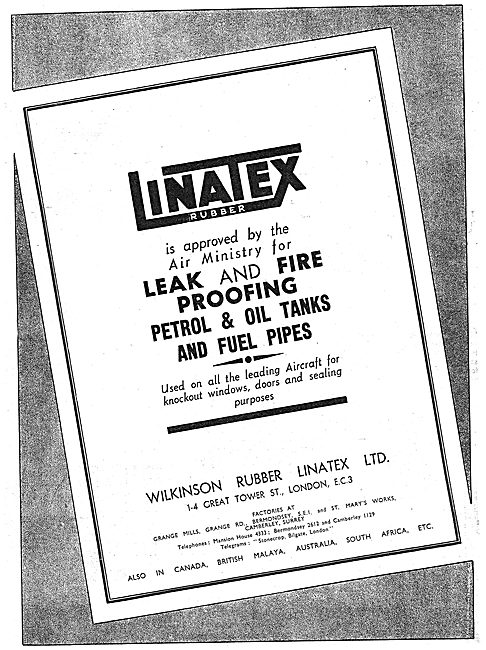 LINATEX
RUBBER
is approved by the
Air Ministry for
LEAK AND FIRE
PROOFING
PETROL & OIL TANKS
AND FUEL PIPES
Used on all the leading Aircraft for
knockout windows, doors and sealing
purposes
WILKINSON RUBBER LINATEX LTD.
1-4 GREAT TOWER ST., LONDON, E.C.3
FACTORIES AT
GRANGE MILLS, GRANGE RD., BERMONDSEY, S.E.1, and ST. MARY'S WORKS,
CAMBERLEY, SURREY
Telephones: Mansion House 4333; Bermondsey 2612 and Camberley 1129
Telegrams: "Stonecrop, Bilgate, London."
ALSO IN CANADA, BRITISH MALAYA, AUSTRALIA, SOUTH AFRICA, ETC.